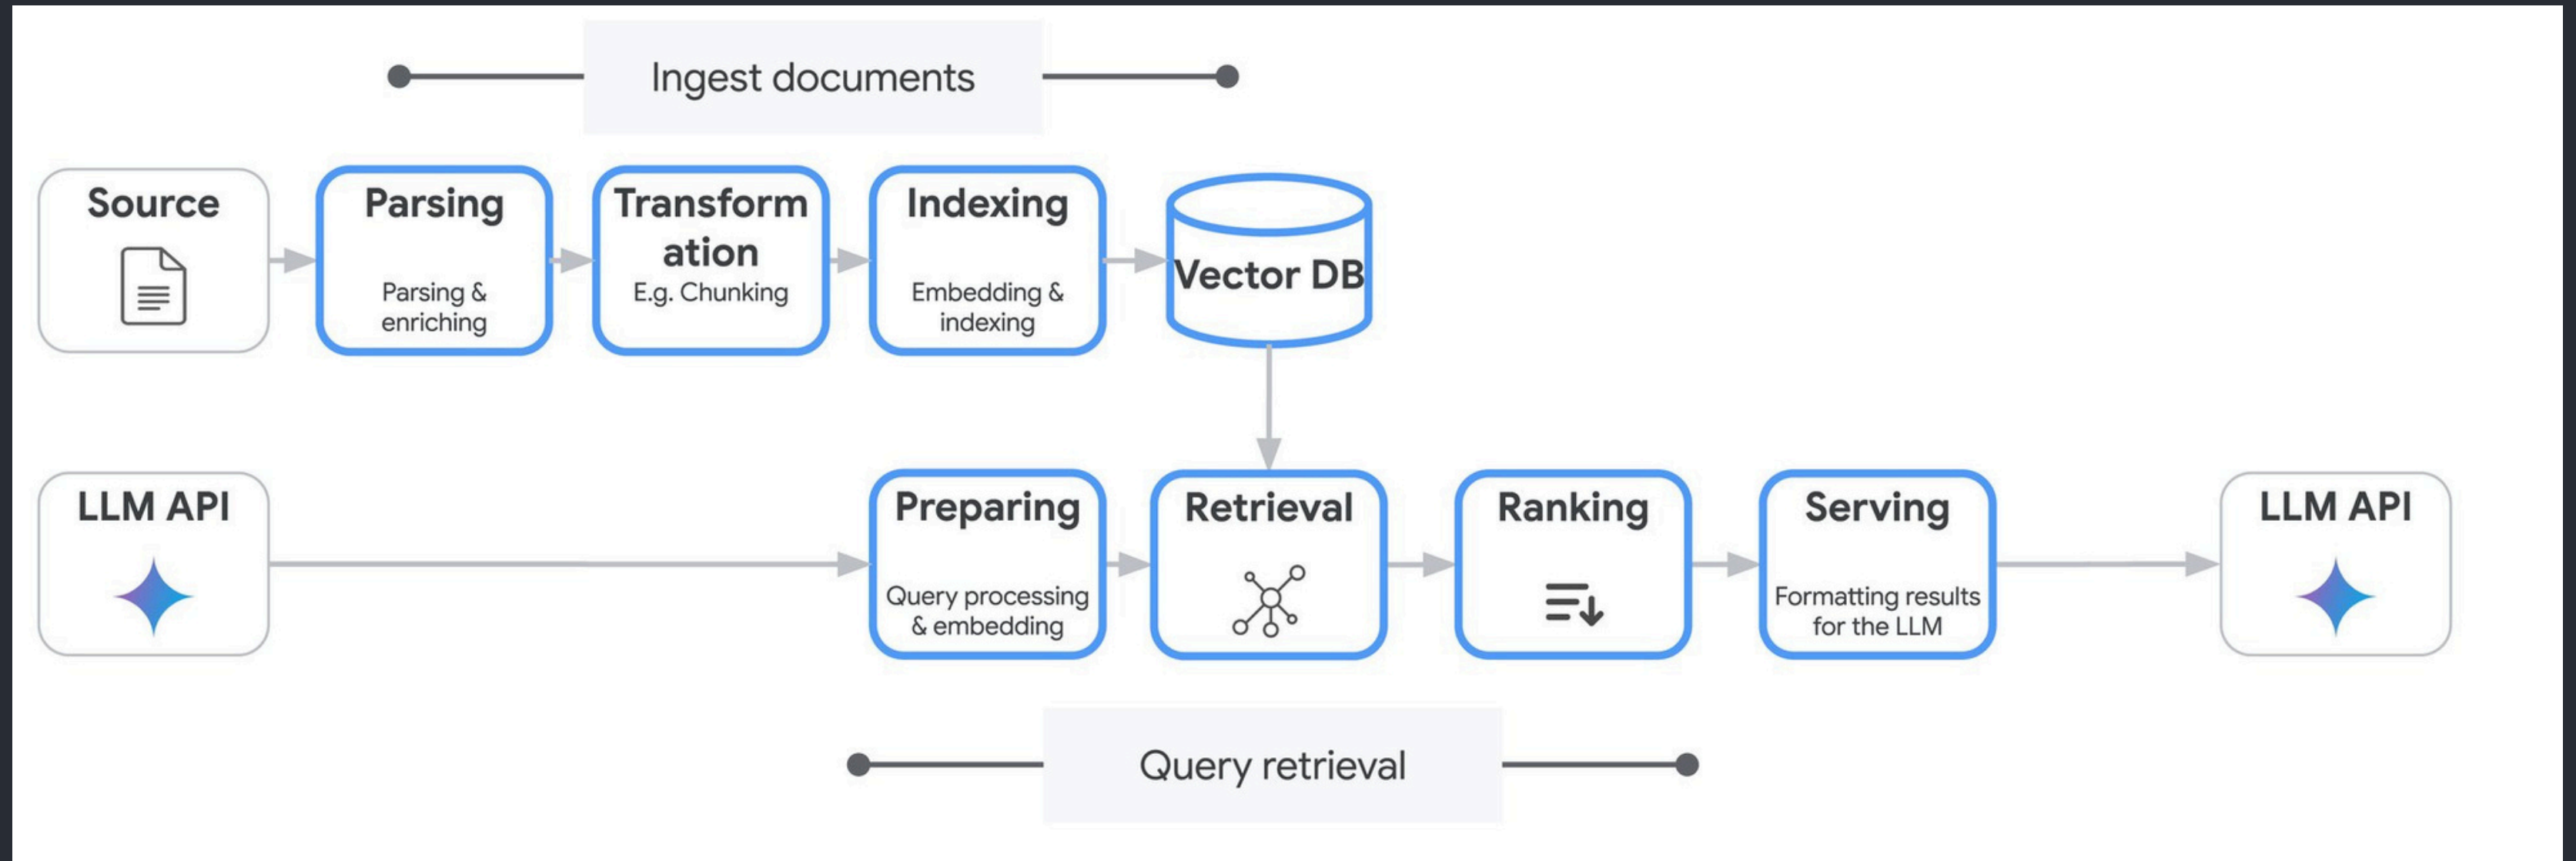 Ingest documents
Source
Parsing
Parsing &
enriching
Transform
ation
E.g. Chunking
Indexing
Embedding &
indexing
Vector DB
LLM API
Preparing
Query processing
& embedding
Retrieval
Ranking
Serving
Formatting results
for the LLM
LLM API
Query retrieval